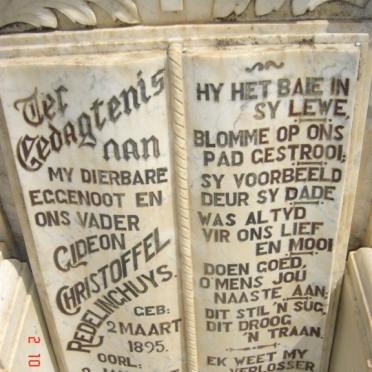 Ter
Gedagtenis
aan
MY DIERBARE
EGGENOOT EN
ONS VADER
GIDEON
CHRISTOFFEL
REDELINGHUYS.
GEB:
2 MAART
1895.
OORL:
HY HET BAIE IN
SY LEWE,
BLOMME OP ONS
PAD GESTROOI;
SY VOORBEELD
DEUR SY DADE
WAS ALTYD
VIR ONS LIEF
EN MOOI
DOEN GOED,
O'MENS JOU
NAASTE AAN;
DIT STIL 'N SUG,
DIT DROOG
'N TRAAN.
EK WEET MY
VERLOSSER
2 10